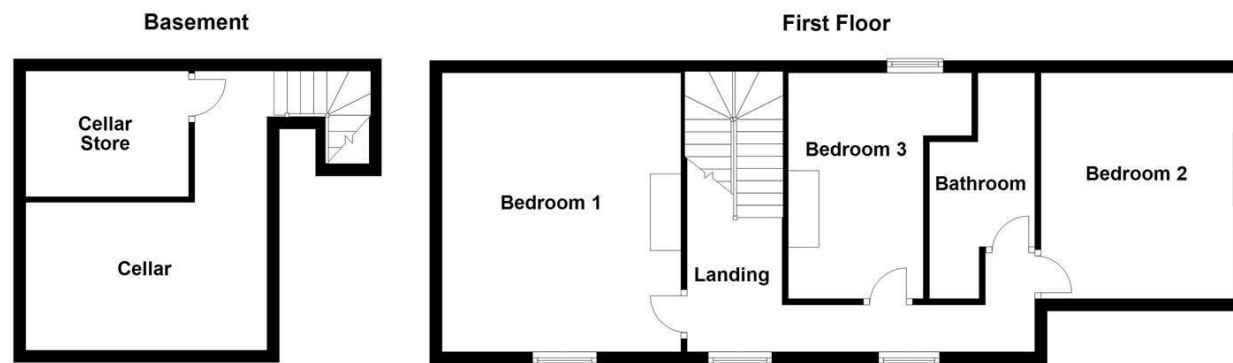 Basement
First Floor
Cellar
Store
Cellar
Bedroom 1
Landing
Bedroom 3
Bathroom
Bedroom 2